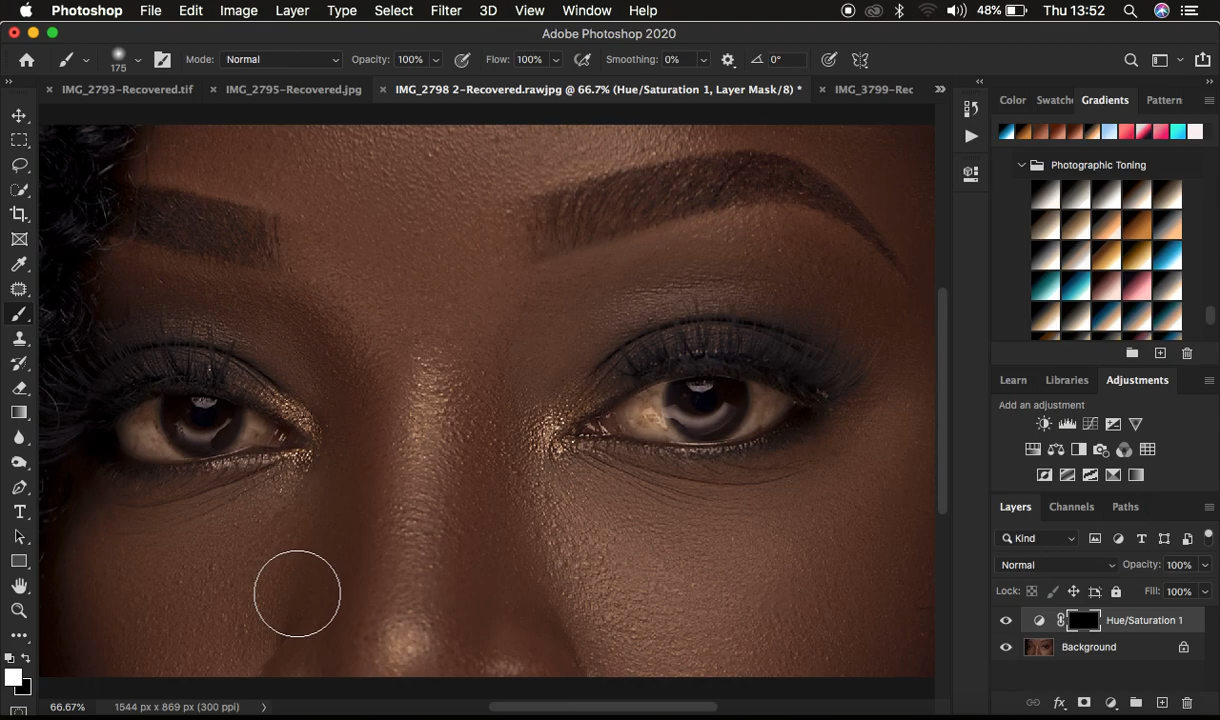 Photoshop File Edit Image Layer Type Select Filter 3D View Window Help 48% Thu 13:52
Adobe Photoshop 2020
175 Mode: Normal Opacity: 100% Flow: 100% Smoothing: 0% 0°
IMG_2793-Recovered.tif IMG_2795-Recovered.jpg IMG_2798 2-Recovered.rawjpg @ 66.7% (Hue/Saturation 1, Layer Mask/8) * IMG_3799-Rec
Color Swatche Gradients Pattern
Photographic Toning
Learn Libraries Adjustments
Add an adjustment
Layers Channels Paths
Kind
Normal Opacity: 100%
Lock: Fill: 100%
Hue/Saturation 1
Background
66.67% 1544 px x 869 px (300 ppi)